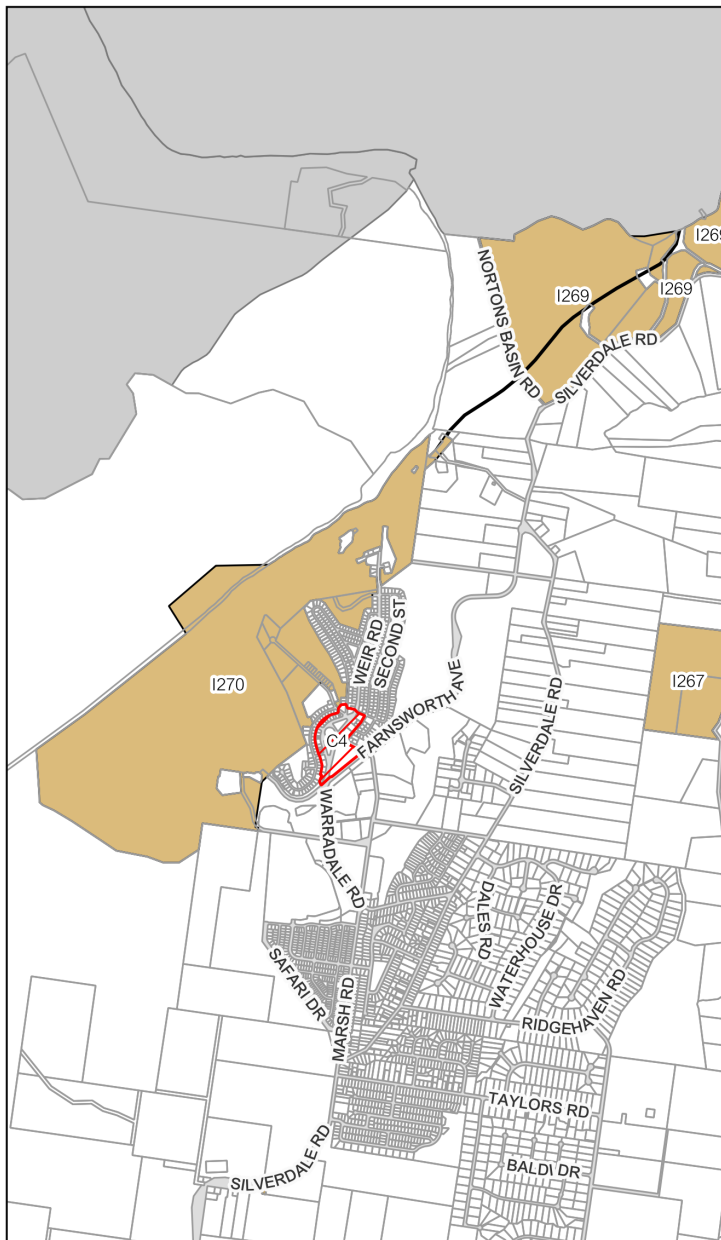 I269
NORTONS BASIN RD
I269
I269
SILVERDALE RD
WEIR RD
SECOND ST
I270
I267
C4
FARNSWORTH AVE
SILVERDALE RD
WARRADALE RD
DALES RD
WATERHOUSE DR
SAFARI DR
MARSH RD
RIDGEHAVEN RD
TAYLORS RD
SILVERDALE RD
BALDI DR